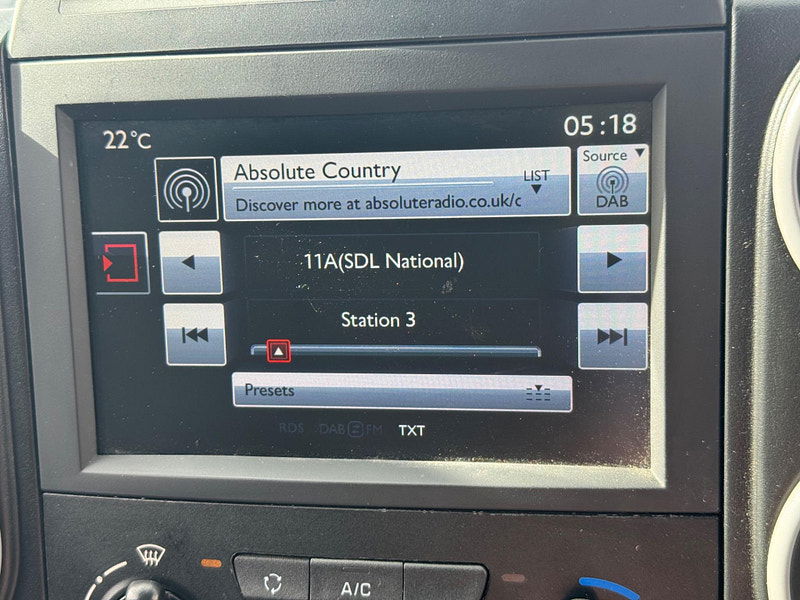 22°C
05:18
Absolute Country
LIST
Discover more at absoluteradio.co.uk/c
Source
DAB
11A(SDL National)
Station 3
Presets
RDS DAB FM TXT
A/C